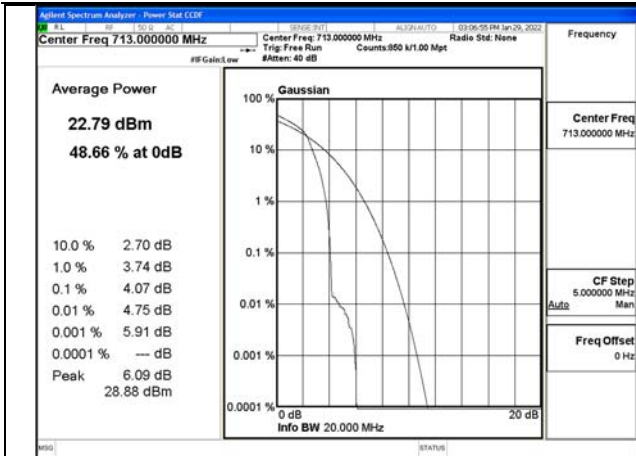 Agilent Spectrum Analyzer - Power Stat CCDF
RL RF 50 Ω AC SENSE:INT ALIGN AUTO 03:06:55 PM Jan 29, 2022
Center Freq 713.000000 MHz
Center Freq: 713.000000 MHz
Radio Std: None
Trig: Free Run Counts:850 k/1.00 Mpt
#IFGain:Low #Atten: 40 dB
Frequency
Average Power
22.79 dBm
48.66 % at 0dB
10.0 % 2.70 dB
1.0 % 3.74 dB
0.1 % 4.07 dB
0.01 % 4.75 dB
0.001 % 5.91 dB
0.0001 % --- dB
Peak 6.09 dB
28.88 dBm
Gaussian
100 %
10 %
1 %
0.1 %
0.01 %
0.001 %
0.0001 %
0 dB 20 dB
Info BW 20.000 MHz
Center Freq
713.000000 MHz
CF Step
5.000000 MHz
Auto Man
Freq Offset
0 Hz
MSG STATUS